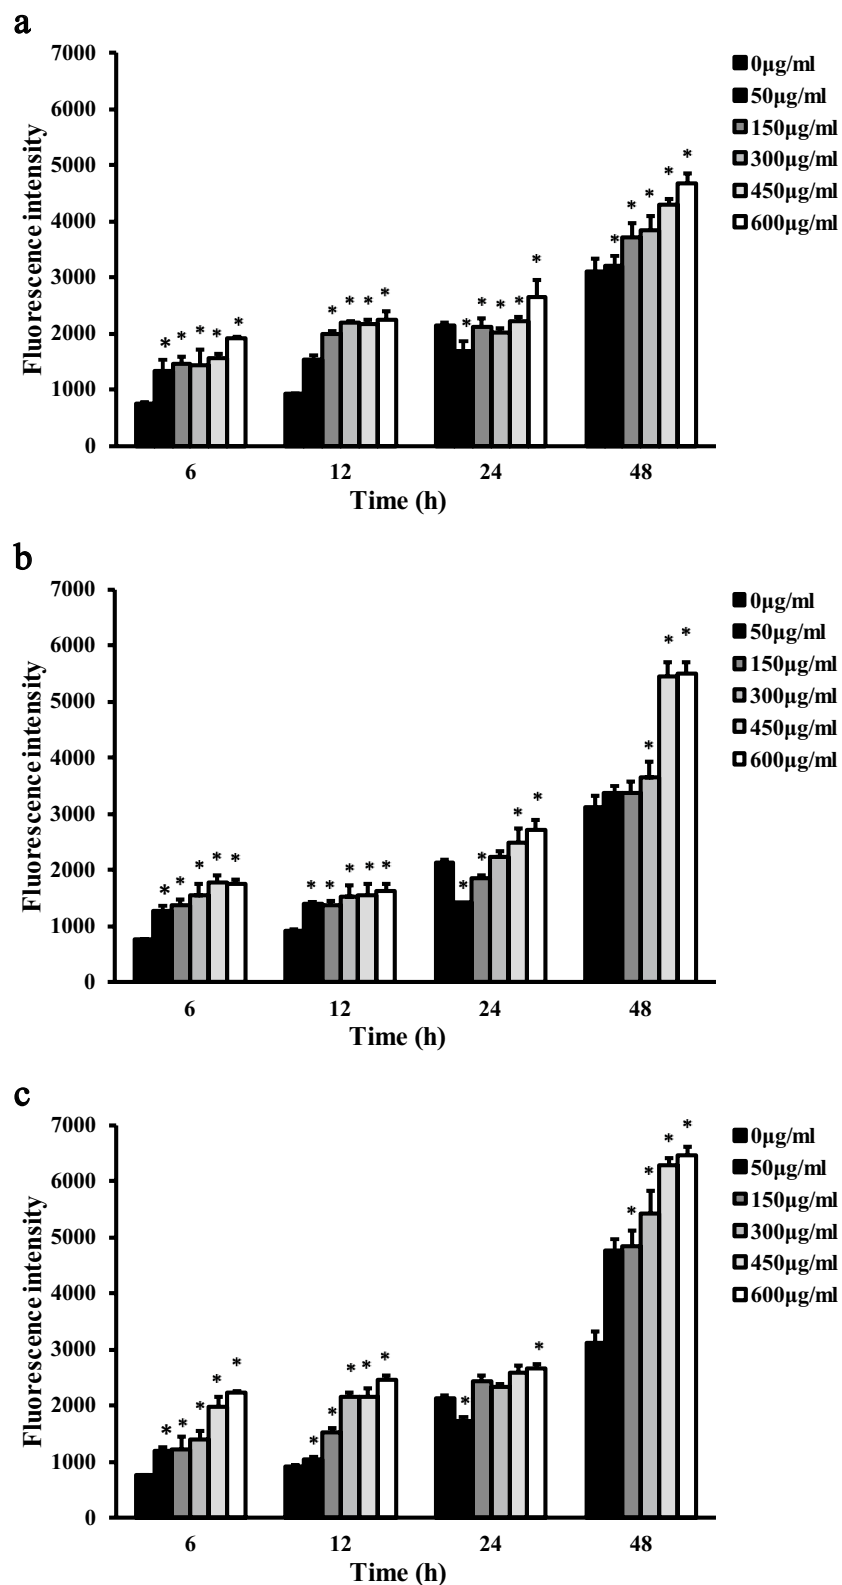 a
7000
6000
5000
4000
3000
2000
1000
0
Fluorescence intensity
* * * * *
* * * *
* * * * *
* * * * *
6 12 24 48
Time (h)
0µg/ml
50µg/ml
150µg/ml
300µg/ml
450µg/ml
600µg/ml
b
7000
6000
5000
4000
3000
2000
1000
0
Fluorescence intensity
* * * * *
* * * * *
* * * *
* * *
6 12 24 48
Time (h)
0µg/ml
50µg/ml
150µg/ml
300µg/ml
450µg/ml
600µg/ml
c
7000
6000
5000
4000
3000
2000
1000
0
Fluorescence intensity
* * * * *
* * * * *
* *
* * * *
6 12 24 48
Time (h)
0µg/ml
50µg/ml
150µg/ml
300µg/ml
450µg/ml
600µg/ml